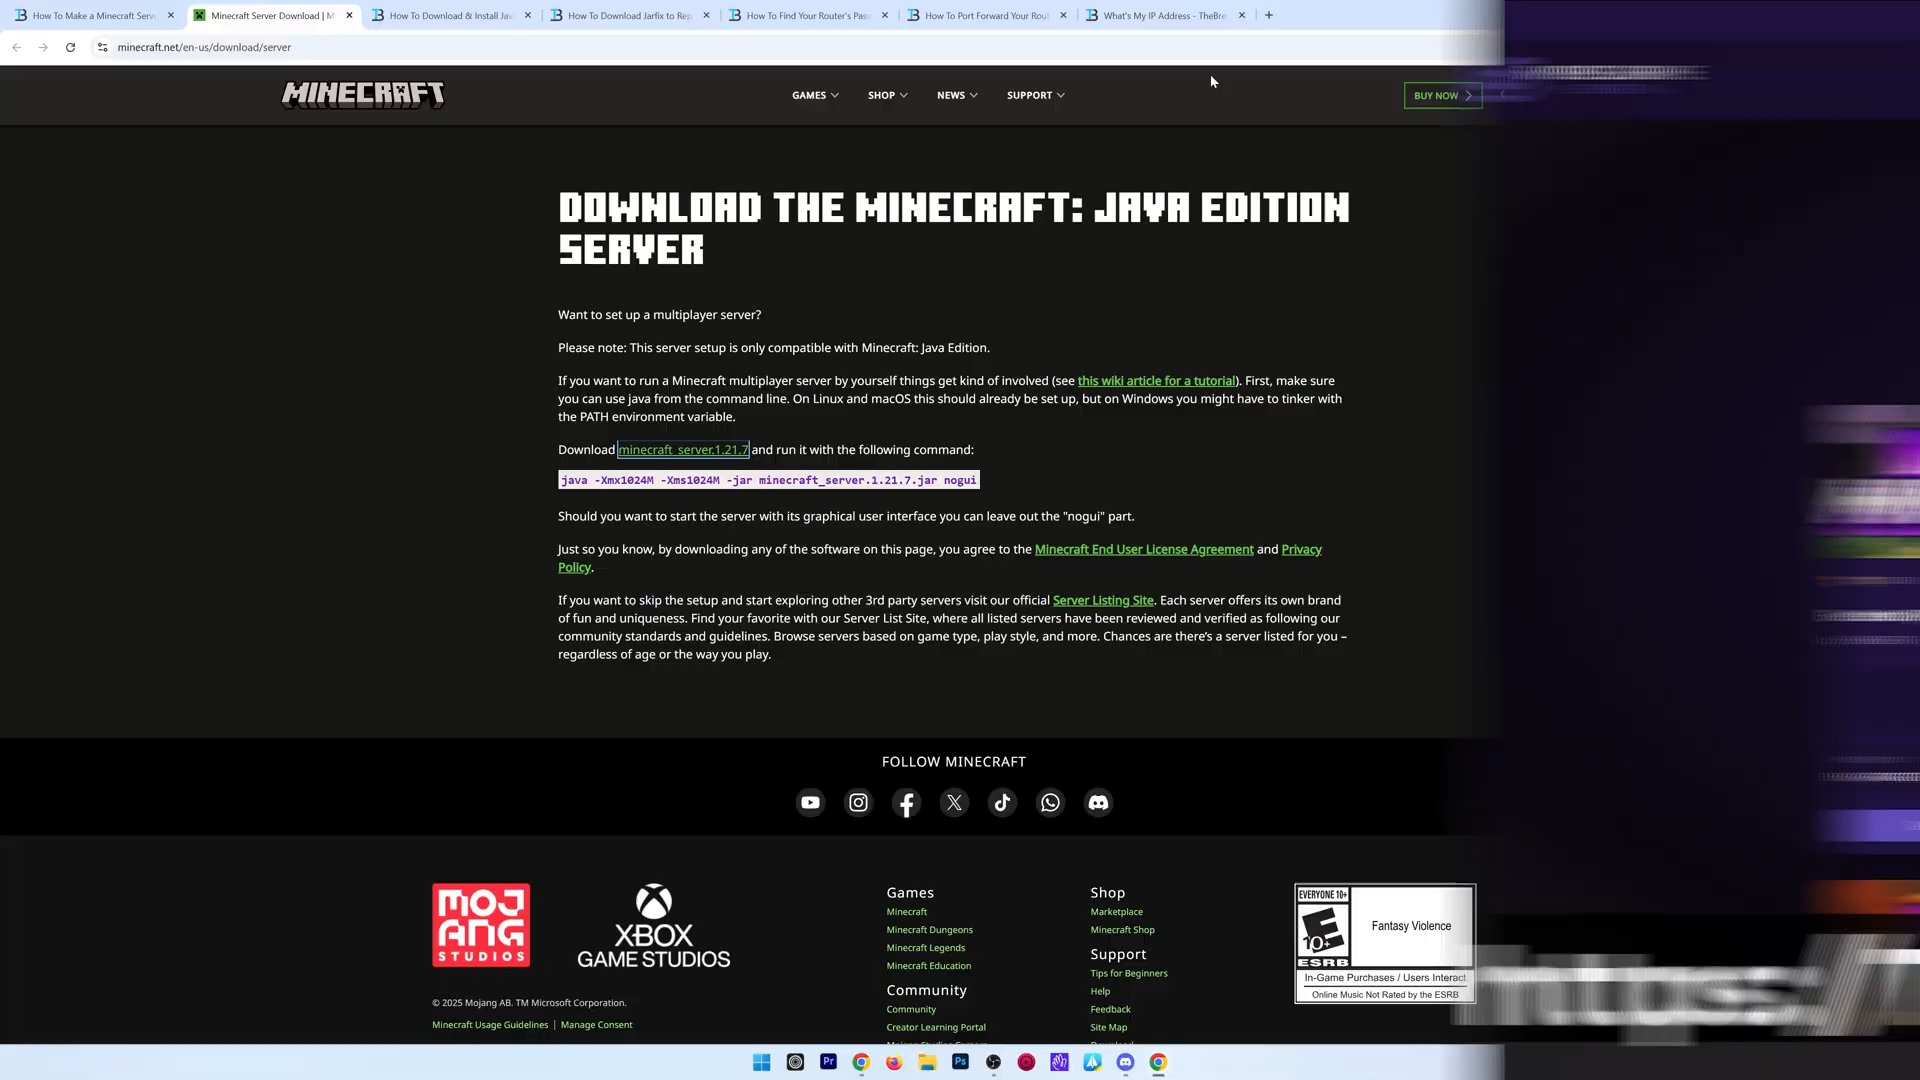 How To Make a Minecraft Serv
Minecraft Server Download | M
How To Download & Install Jav
How To Download Jarfix to Rep
How To Find Your Router's Pass
How To Port Forward Your Rout
What's My IP Address - TheBre
minecraft.net/en-us/download/server
MINECRAFT
GAMES
SHOP
NEWS
SUPPORT
BUY NOW
DOWNLOAD THE MINECRAFT: JAVA EDITION
SERVER
Want to set up a multiplayer server?
Please note: This server setup is only compatible with Minecraft: Java Edition.
If you want to run a Minecraft multiplayer server by yourself things get kind of involved (see this wiki article for a tutorial). First, make sure
you can use java from the command line. On Linux and macOS this should already be set up, but on Windows you might have to tinker with
the PATH environment variable.
Download minecraft_server.1.21.7 and run it with the following command:
java -Xmx1024M -Xms1024M -jar minecraft_server.1.21.7.jar nogui
Should you want to start the server with its graphical user interface you can leave out the "nogui" part.
Just so you know, by downloading any of the software on this page, you agree to the Minecraft End User License Agreement and Privacy
Policy.
If you want to skip the setup and start exploring other 3rd party servers visit our official Server Listing Site. Each server offers its own brand
of fun and uniqueness. Find your favorite with our Server List Site, where all listed servers have been reviewed and verified as following our
community standards and guidelines. Browse servers based on game type, play style, and more. Chances are there's a server listed for you –
regardless of age or the way you play.
FOLLOW MINECRAFT
MOJANG STUDIOS
XBOX
GAME STUDIOS
© 2025 Mojang AB. TM Microsoft Corporation.
Minecraft Usage Guidelines | Manage Consent
Games
Minecraft
Minecraft Dungeons
Minecraft Legends
Minecraft Education
Community
Community
Creator Learning Portal
Shop
Marketplace
Minecraft Shop
Support
Tips for Beginners
Help
Feedback
Site Map
EVERYONE 10+
E
10+
ESRB
Fantasy Violence
In-Game Purchases / Users Interact
Online Music Not Rated by the ESRB
Pr
Ps